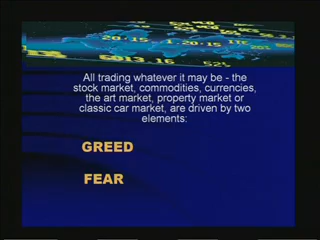 All trading whatever it may be - the
stock market, commodities, currencies,
the art market, property market or
classic car market, are driven by two
elements:
GREED
FEAR